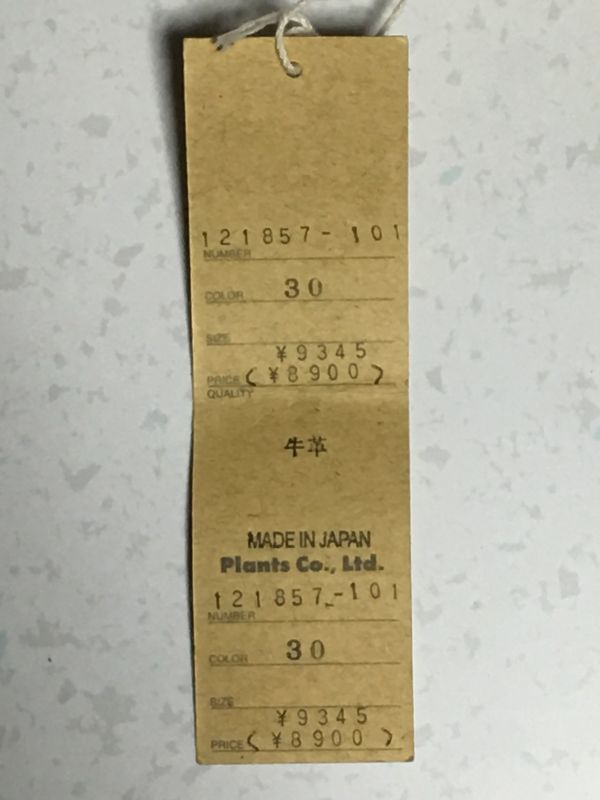 121857-101
NUMBER
COLOR 30
SIZE
¥9345
PRICE (¥8900)
QUALITY
牛革
MADE IN JAPAN
Plants Co., Ltd.
121857-101
NUMBER
COLOR 30
SIZE
¥9345
PRICE (¥8900)